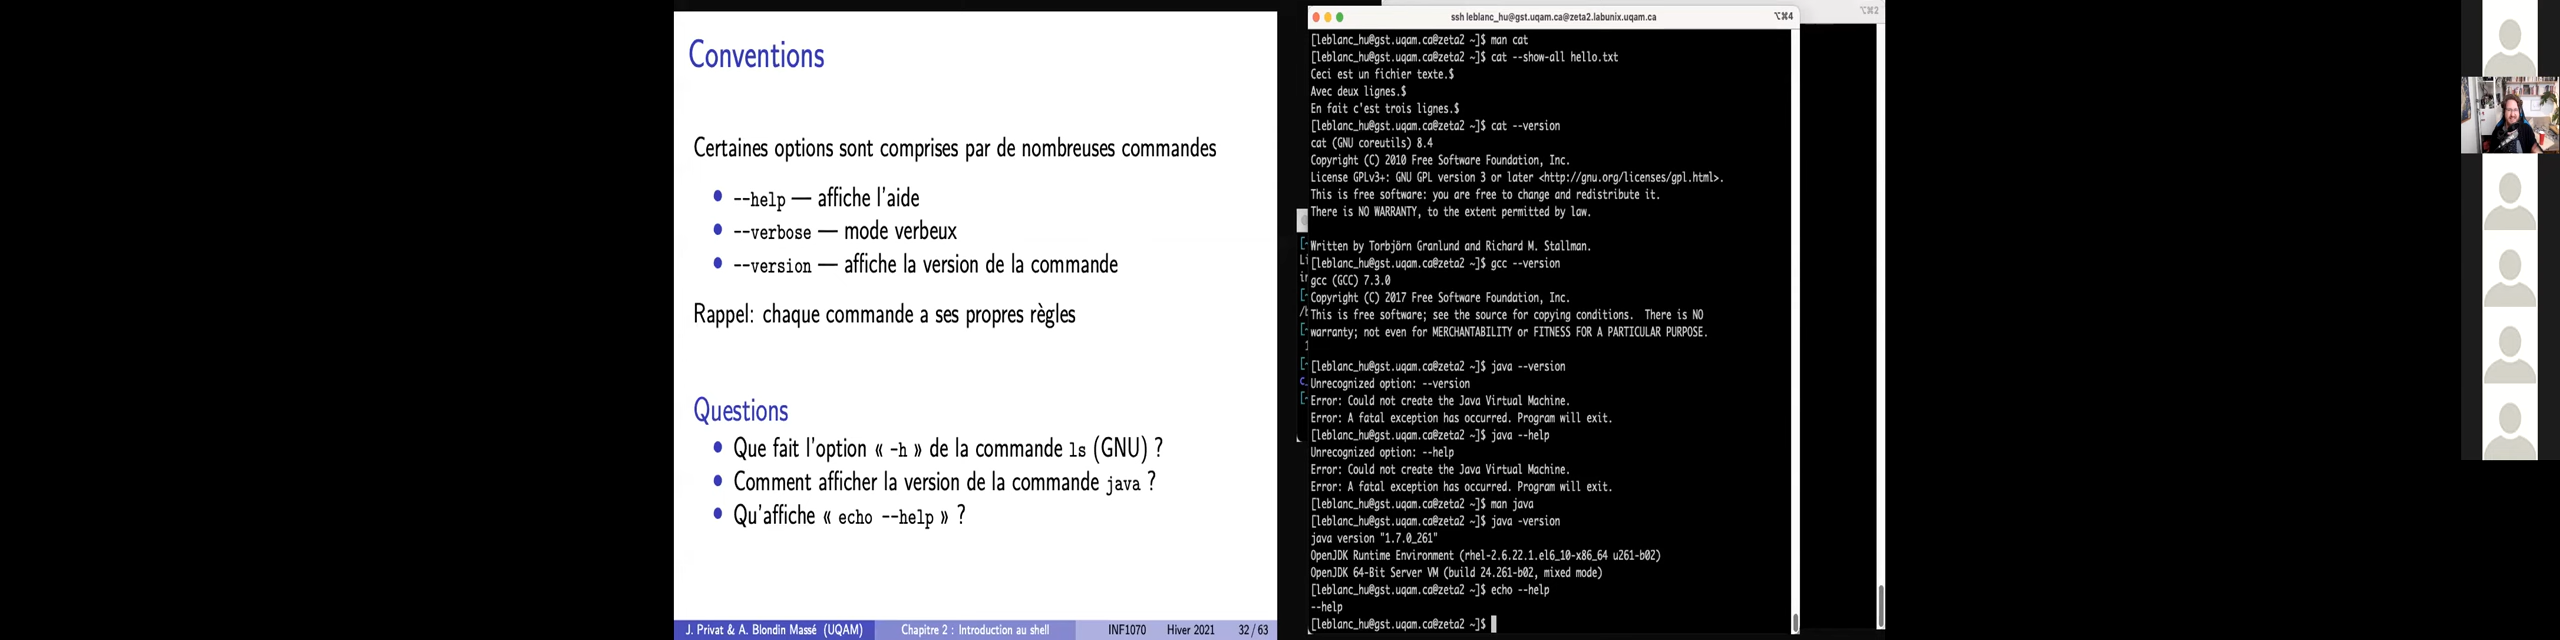 Conventions
Certaines options sont comprises par de nombreuses commandes
--help — affiche l'aide
--verbose — mode verbeux
--version — affiche la version de la commande
Rappel: chaque commande a ses propres règles
Questions
Que fait l'option « -h » de la commande ls (GNU) ?
Comment afficher la version de la commande java ?
Qu'affiche « echo --help » ?
J. Privat & A. Blondin Massé (UQAM) Chapitre 2 : Introduction au shell INF1070 Hiver 2021 32 / 63
ssh leblanc_hu@gst.uqam.ca@zeta2.labunix.uqam.ca ⌥⌘4
⌥⌘2
[leblanc_hu@gst.uqam.ca@zeta2 ~]$ man cat
[leblanc_hu@gst.uqam.ca@zeta2 ~]$ cat --show-all hello.txt
Ceci est un fichier texte.$
Avec deux lignes.$
En fait c'est trois lignes.$
[leblanc_hu@gst.uqam.ca@zeta2 ~]$ cat --version
cat (GNU coreutils) 8.4
Copyright (C) 2010 Free Software Foundation, Inc.
License GPLv3+: GNU GPL version 3 or later <http://gnu.org/licenses/gpl.html>.
This is free software: you are free to change and redistribute it.
There is NO WARRANTY, to the extent permitted by law.
Written by Torbjörn Granlund and Richard M. Stallman.
[leblanc_hu@gst.uqam.ca@zeta2 ~]$ gcc --version
gcc (GCC) 7.3.0
Copyright (C) 2017 Free Software Foundation, Inc.
This is free software; see the source for copying conditions.  There is NO
warranty; not even for MERCHANTABILITY or FITNESS FOR A PARTICULAR PURPOSE.
[leblanc_hu@gst.uqam.ca@zeta2 ~]$ java --version
Unrecognized option: --version
Error: Could not create the Java Virtual Machine.
Error: A fatal exception has occurred. Program will exit.
[leblanc_hu@gst.uqam.ca@zeta2 ~]$ java --help
Unrecognized option: --help
Error: Could not create the Java Virtual Machine.
Error: A fatal exception has occurred. Program will exit.
[leblanc_hu@gst.uqam.ca@zeta2 ~]$ man java
[leblanc_hu@gst.uqam.ca@zeta2 ~]$ java -version
java version "1.7.0_261"
OpenJDK Runtime Environment (rhel-2.6.22.1.el6_10-x86_64 u261-b02)
OpenJDK 64-Bit Server VM (build 24.261-b02, mixed mode)
[leblanc_hu@gst.uqam.ca@zeta2 ~]$ echo --help
--help
[leblanc_hu@gst.uqam.ca@zeta2 ~]$